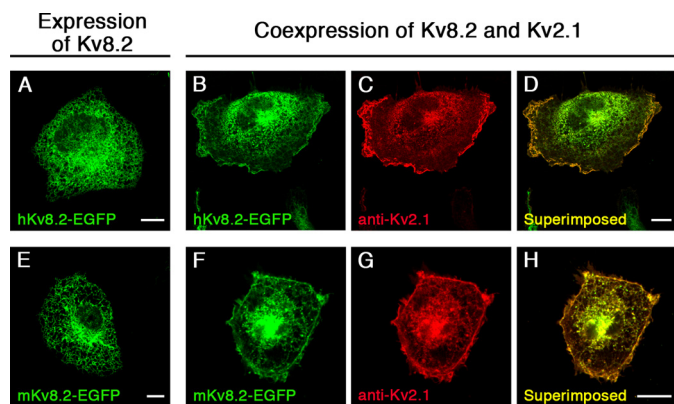 Expression
of Kv8.2
Coexpression of Kv8.2 and Kv2.1
A
hKv8.2-EGFP
B
hKv8.2-EGFP
C
anti-Kv2.1
D
Superimposed
E
mKv8.2-EGFP
F
mKv8.2-EGFP
G
anti-Kv2.1
H
Superimposed